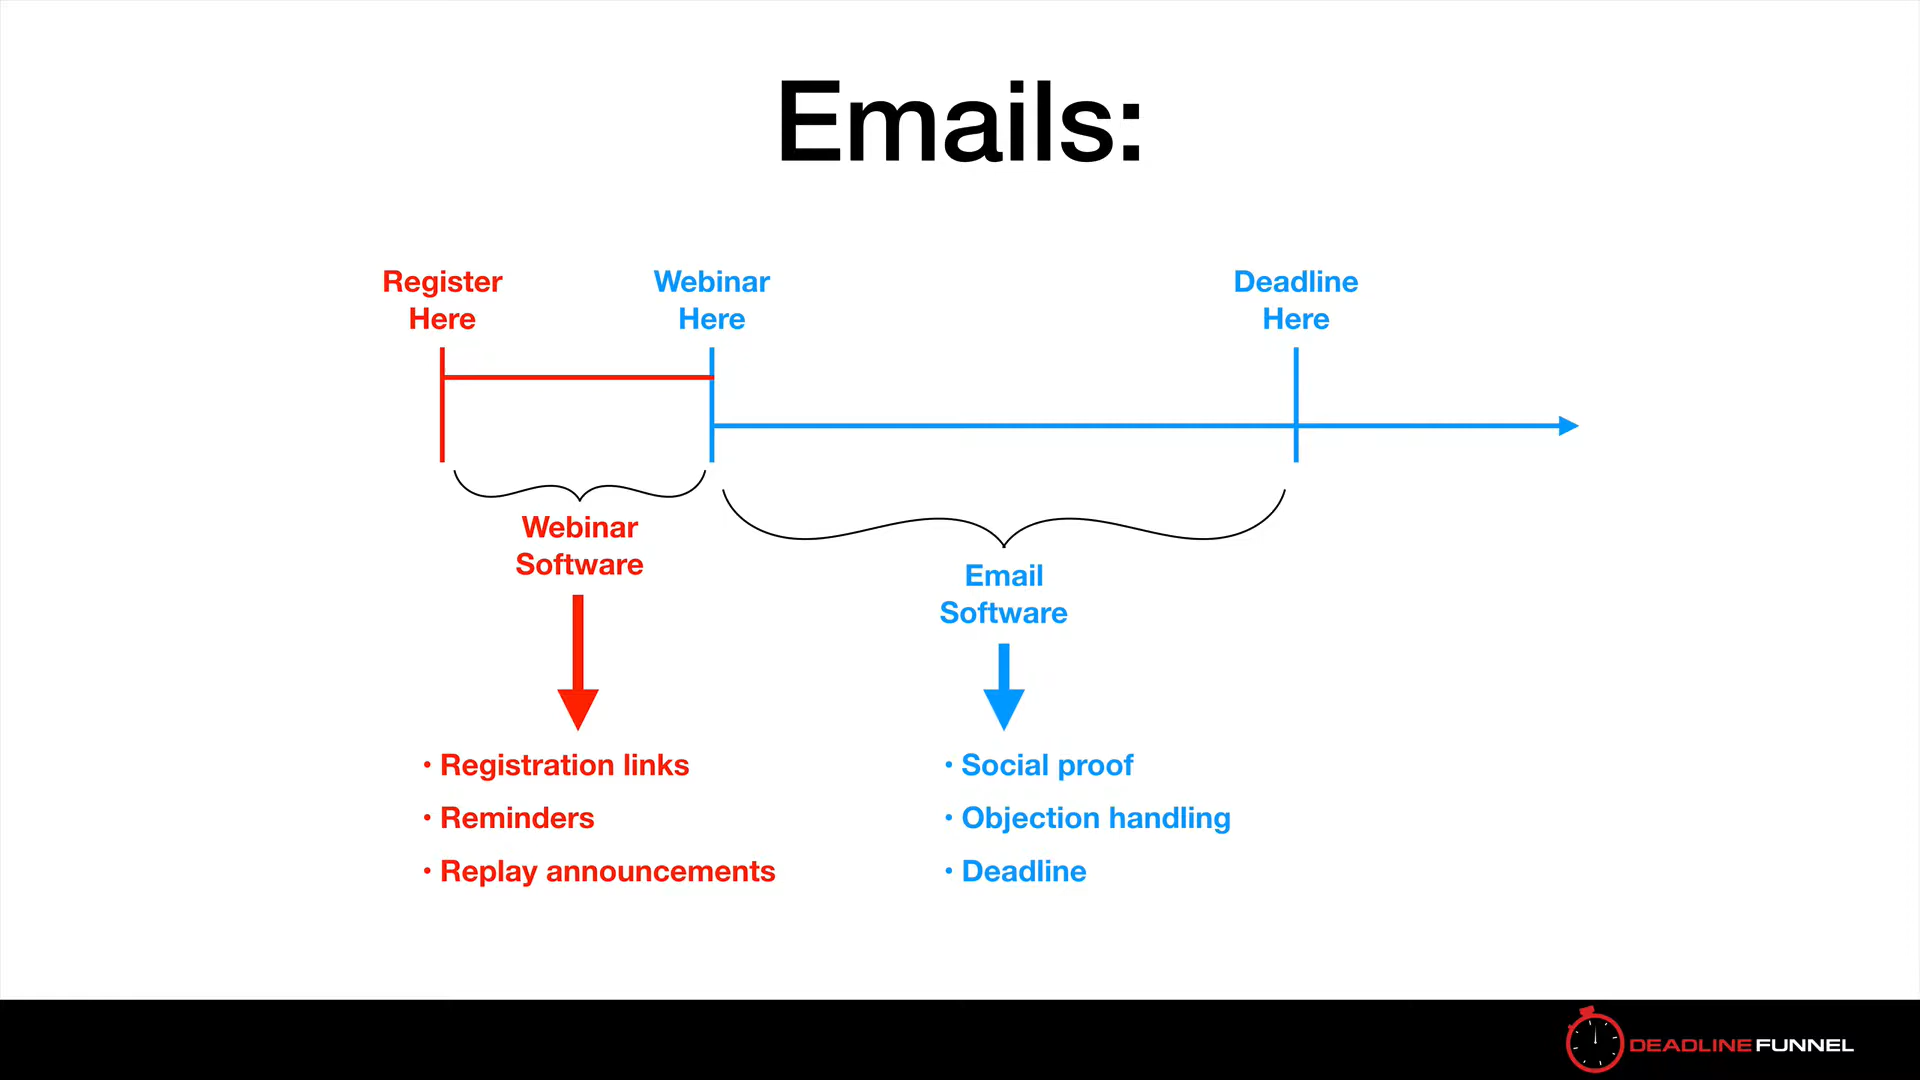 Emails:
Register
Here
Webinar
Here
Deadline
Here
Webinar
Software
Email
Software
• Registration links
• Reminders
• Replay announcements
• Social proof
• Objection handling
• Deadline
DEADLINE FUNNEL